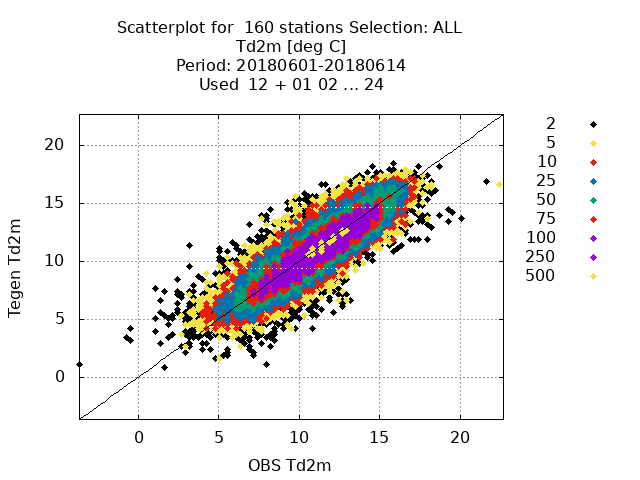 Scatterplot for  160 stations Selection: ALL
Td2m [deg C]
Period: 20180601-20180614
Used  12 + 01 02 ... 24
2
5
10
25
50
75
100
250
500
20
15
10
5
0
Tegen Td2m
0 5 10 15 20
OBS Td2m